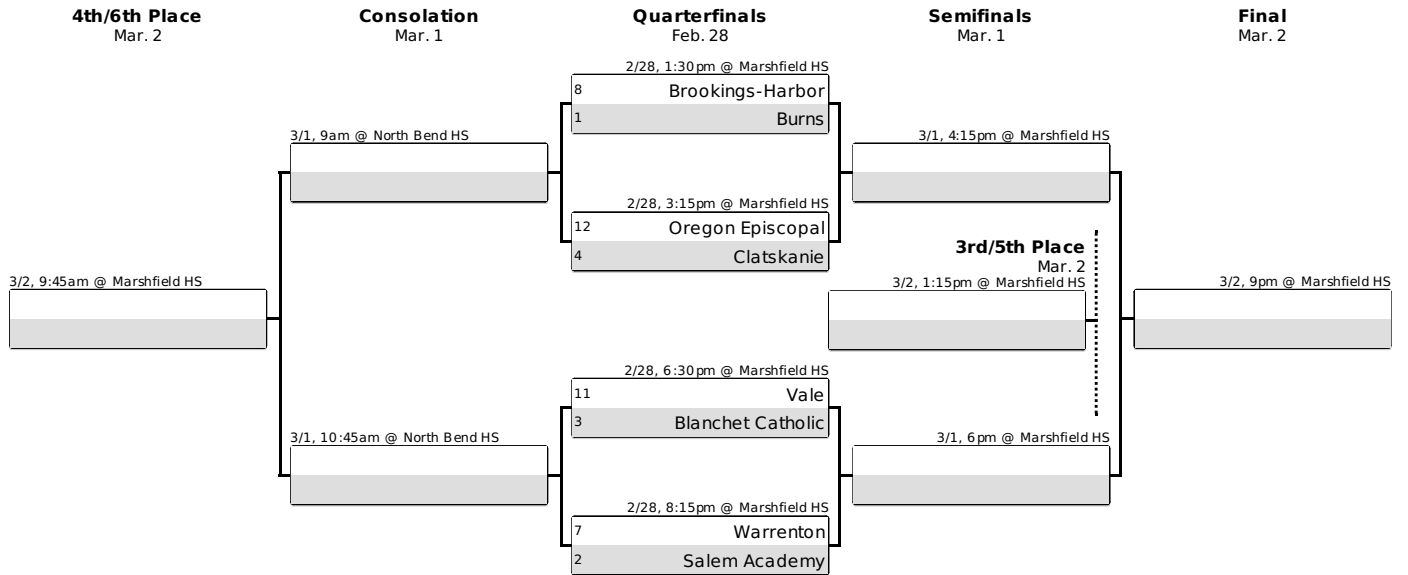 4th/6th Place
Mar. 2
Consolation
Mar. 1
Quarterfinals
Feb. 28
Semifinals
Mar. 1
Final
Mar. 2
2/28, 1:30pm @ Marshfield HS
8 Brookings-Harbor
1 Burns
3/1, 9am @ North Bend HS
3/1, 4:15pm @ Marshfield HS
2/28, 3:15pm @ Marshfield HS
12 Oregon Episcopal
4 Clatskanie
3rd/5th Place
Mar. 2
3/2, 9:45am @ Marshfield HS
3/2, 1:15pm @ Marshfield HS
3/2, 9pm @ Marshfield HS
2/28, 6:30pm @ Marshfield HS
11 Vale
3 Blanchet Catholic
3/1, 10:45am @ North Bend HS
3/1, 6pm @ Marshfield HS
2/28, 8:15pm @ Marshfield HS
7 Warrenton
2 Salem Academy